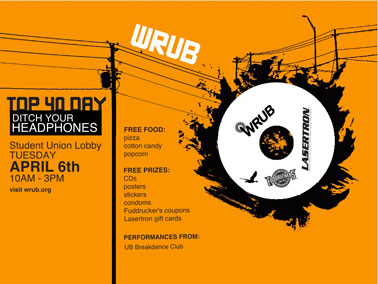 WRUB
TOP 40 DAY
DITCH YOUR
HEADPHONES
Student Union Lobby
TUESDAY
APRIL 6th
10AM - 3PM
visit wrub.org
FREE FOOD:
pizza
cotton candy
popcorn
FREE PRIZES:
CDs
posters
stickers
condoms
Fuddrucker's coupons
Lasertron gift cards
PERFORMANCES FROM:
UB Breakdance Club
WRUB
LASERTRON